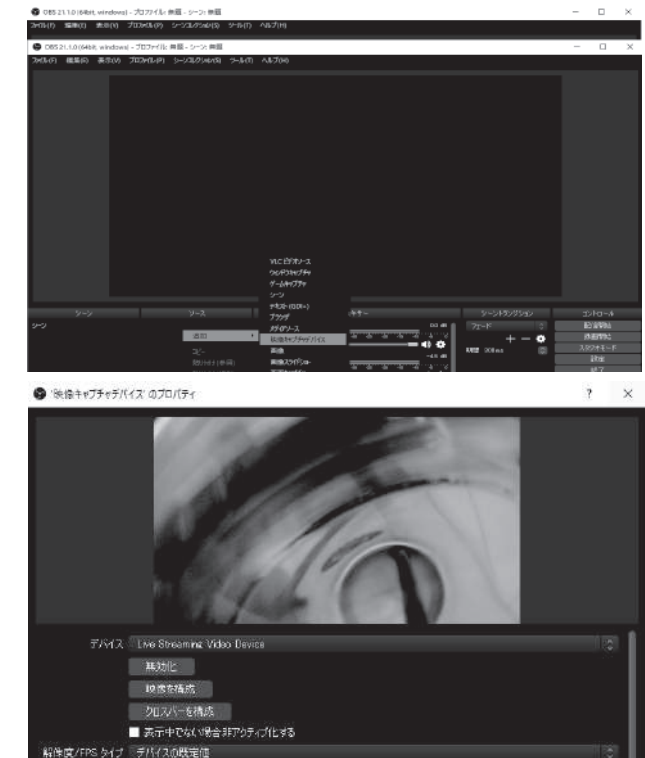 OBS 21.1.0 (64bit, windows) - プロファイル: 無題 - シーン: 無題
ファイル(F) 編集(E) 表示(V) プロファイル(P) シーンコレクション(S) ツール(T) ヘルプ(H)
OBS 21.1.0 (64bit, windows) - プロファイル: 無題 - シーン: 無題
ファイル(F) 編集(E) 表示(V) プロファイル(P) シーンコレクション(S) ツール(T) ヘルプ(H)
VLC ビデオソース
ウィンドウキャプチャ
ゲームキャプチャ
シーン
テキスト (GDI+)
ブラウザ
メディアソース
映像キャプチャデバイス
画像
画像スライドショー
シーン
ソース
ミキサー
シーントランジション
コントロール
シーン
追加
コピー
0.0 dB
フェード
配信開始
録画開始
スタジオモード
設定
終了
'映像キャプチャデバイス' のプロパティ
デバイス Live Streaming Video Device
無効化
映像を構成
クロスバーを構成
表示中でない場合非アクティブ化する
解像度/FPS タイプ デバイスの既定値